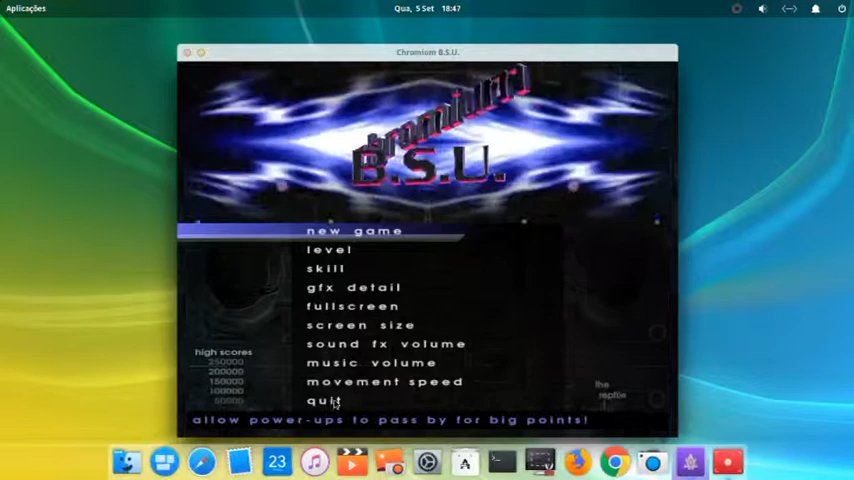 Aplicações
Qua, 5 Set 18:47
Chromium B.S.U.
chromium
B.S.U.
new game
level
skill
gfx detail
fullscreen
screen size
sound fx volume
music volume
movement speed
quit
high scores
250000
200000
150000
100000
50000
the
reptile
allow power-ups to pass by for big points!
23